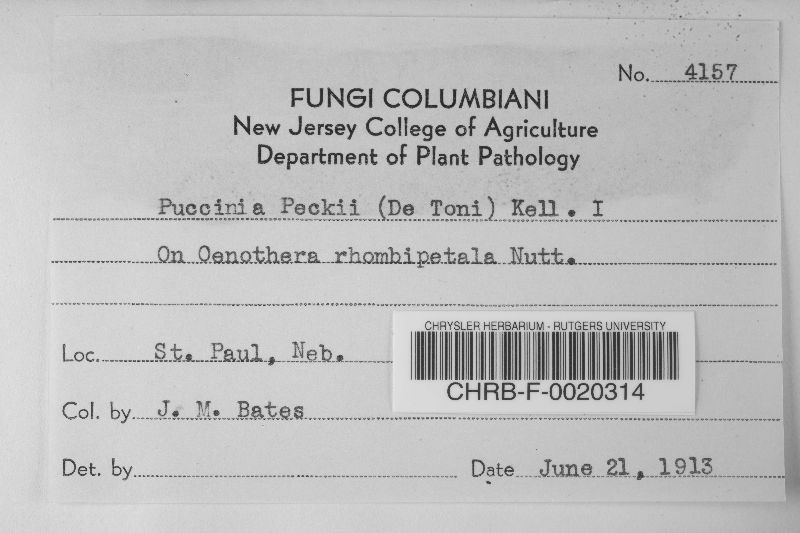 No. 4157
FUNGI COLUMBIANI
New Jersey College of Agriculture
Department of Plant Pathology
Puccinia Peckii (De Toni) Kell. I
On Oenothera rhombipetala Nutt.
Loc. St. Paul, Neb.
CHRYSLER HERBARIUM - RUTGERS UNIVERSITY
CHRB-F-0020314
Col. by J. M. Bates
Det. by Date June 21, 1913